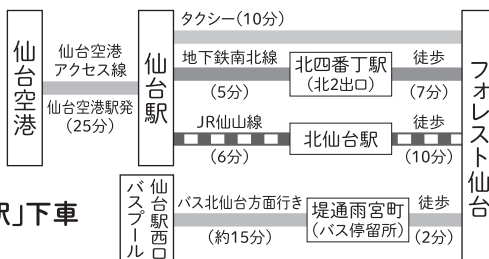 仙台空港
仙台空港
アクセス線
仙台空港駅発
(25分)
仙台駅
タクシー(10分)
地下鉄南北線
(5分)
北四番丁駅
(北2出口)
徒歩
(7分)
JR仙山線
(6分)
北仙台駅
徒歩
(10分)
仙台駅西口
バスプール
バス北仙台方面行き
(約15分)
堤通雨宮町
(バス停留所)
徒歩
(2分)
フォレスト仙台
駅」下車